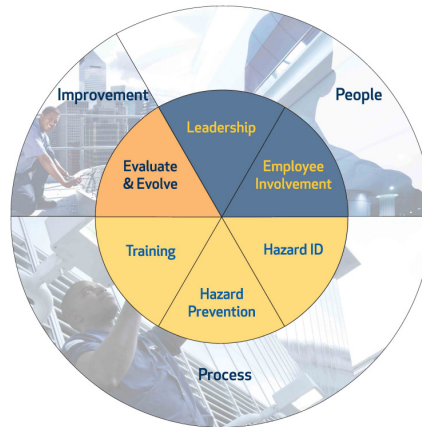 Improvement
People
Leadership
Evaluate
& Evolve
Employee
Involvement
Training
Hazard ID
Hazard
Prevention
Process